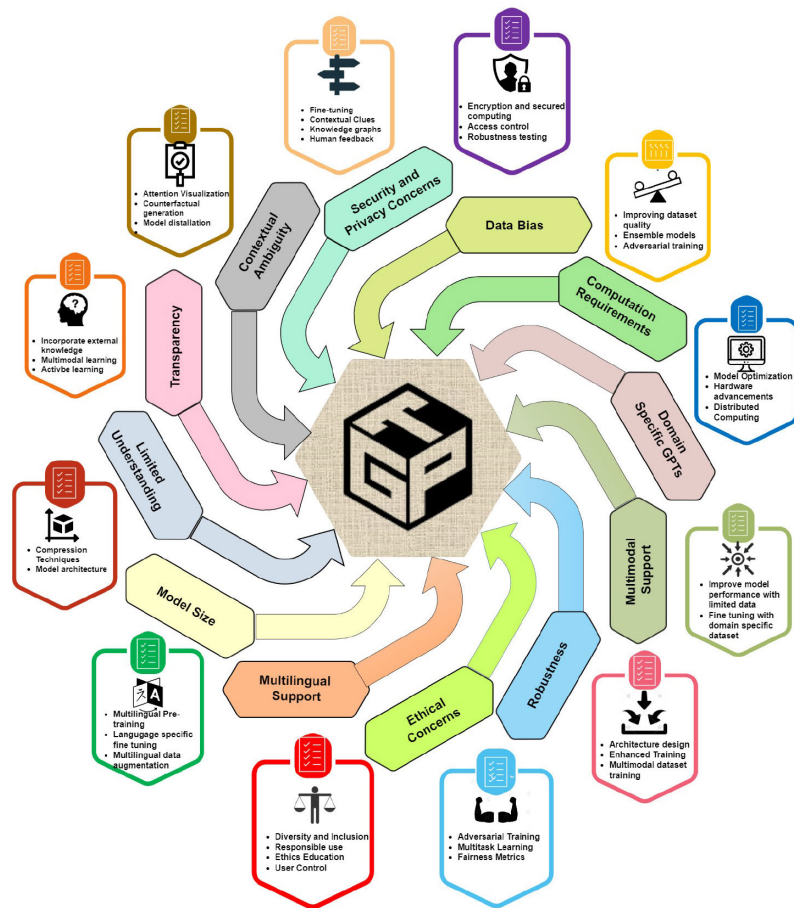 Fine-tuning
Contextual Clues
Knowledge graphs
Human feedback
Encryption and secured
computing
Access control
Robustness testing
Attention Visualization
Counterfactual
generation
Model distallation
Improving dataset
quality
Ensemble models
Adversarial training
Incorporate external
knowledge
Multimodal learning
Activbe learning
Model Optimization
Hardware
advancements
Distributed
Computing
Compression
Techniques
Model architecture
Improve model
performance with
limited data
Fine tuning with
domain specific
dataset
Multilingual Pre-
training
Langugage specific
fine tuning
Multilingual data
augmentation
Architecture design
Enhanced Training
Multimodal dataset
training
Diversity and Inclusion
Responsible use
Ethics Education
User Control
Adversarial Training
Multitask Learning
Fairness Metrics
Contextual
Ambiguity
Security and
Privacy Concerns
Data Bias
Computation
Requirements
Domain
Specific GPTs
Multimodal
Support
Robustness
Ethical
Concerns
Multilingual
Support
Model Size
Limited
Understanding
Transparency
GPT
?
文A